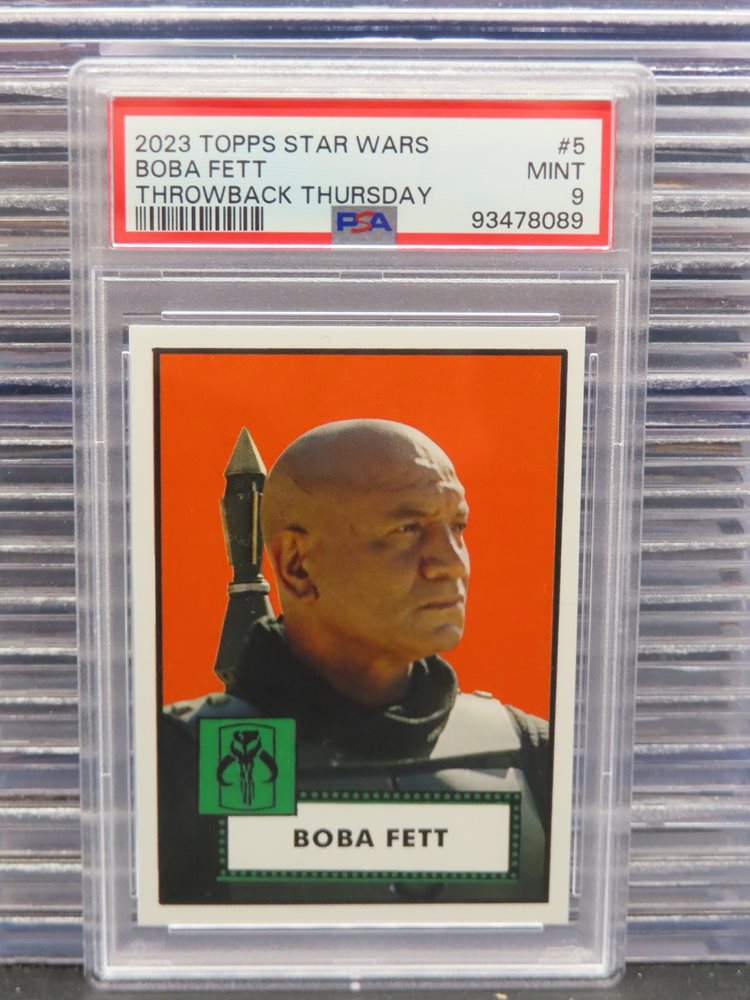 2023 TOPPS STAR WARS #5
BOBA FETT MINT
THROWBACK THURSDAY 9
PSA 93478089
BOBA FETT